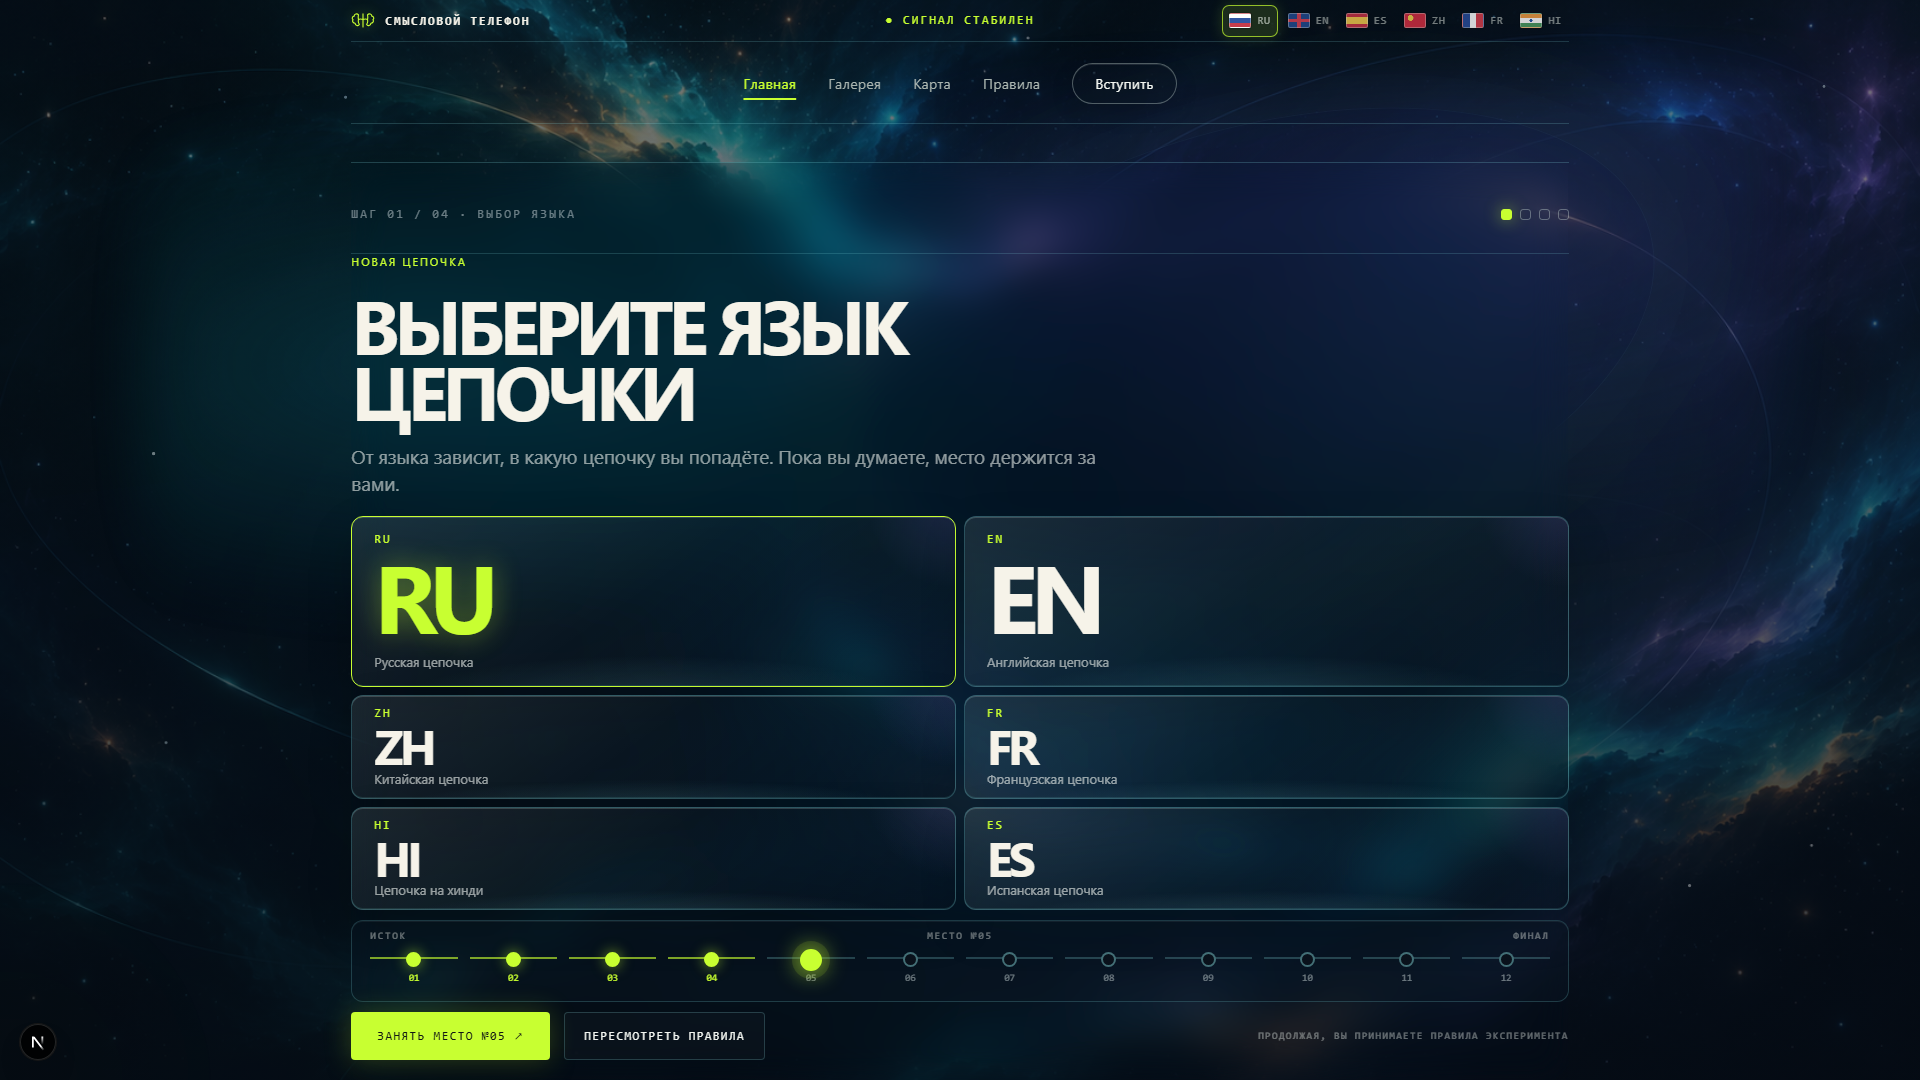 СМЫСЛОВОЙ ТЕЛЕФОН
СИГНАЛ СТАБИЛЕН
RU EN ES ZH FR HI
Главная Галерея Карта Правила Вступить
ШАГ 01 / 04 · ВЫБОР ЯЗЫКА
НОВАЯ ЦЕПОЧКА
ВЫБЕРИТЕ ЯЗЫК
ЦЕПОЧКИ
От языка зависит, в какую цепочку вы попадёте. Пока вы думаете, место держится за
вами.
RU
RU
Русская цепочка
EN
EN
Английская цепочка
ZH
ZH
Китайская цепочка
FR
FR
Французская цепочка
HI
HI
Цепочка на хинди
ES
ES
Испанская цепочка
ИСТОК МЕСТО №05 ФИНАЛ
01 02 03 04 05 06 07 08 09 10 11 12
ЗАНЯТЬ МЕСТО №05 ↗
ПЕРЕСМОТРЕТЬ ПРАВИЛА
ПРОДОЛЖАЯ, ВЫ ПРИНИМАЕТЕ ПРАВИЛА ЭКСПЕРИМЕНТА
N